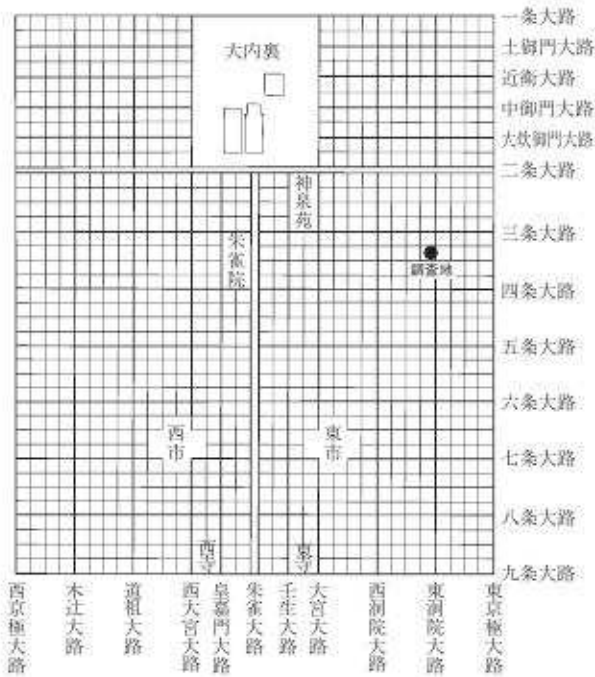 一条大路
土御門大路
大内裏
近衛大路
中御門大路
大炊御門大路
二条大路
神泉苑
三条大路
朱雀院
調査地
四条大路
五条大路
六条大路
西市
東市
七条大路
八条大路
西寺
東寺
九条大路
西京極大路
木辻大路
道祖大路
西大宮大路
皇嘉門大路
朱雀大路
壬生大路
大宮大路
西洞院大路
東洞院大路
東京極大路